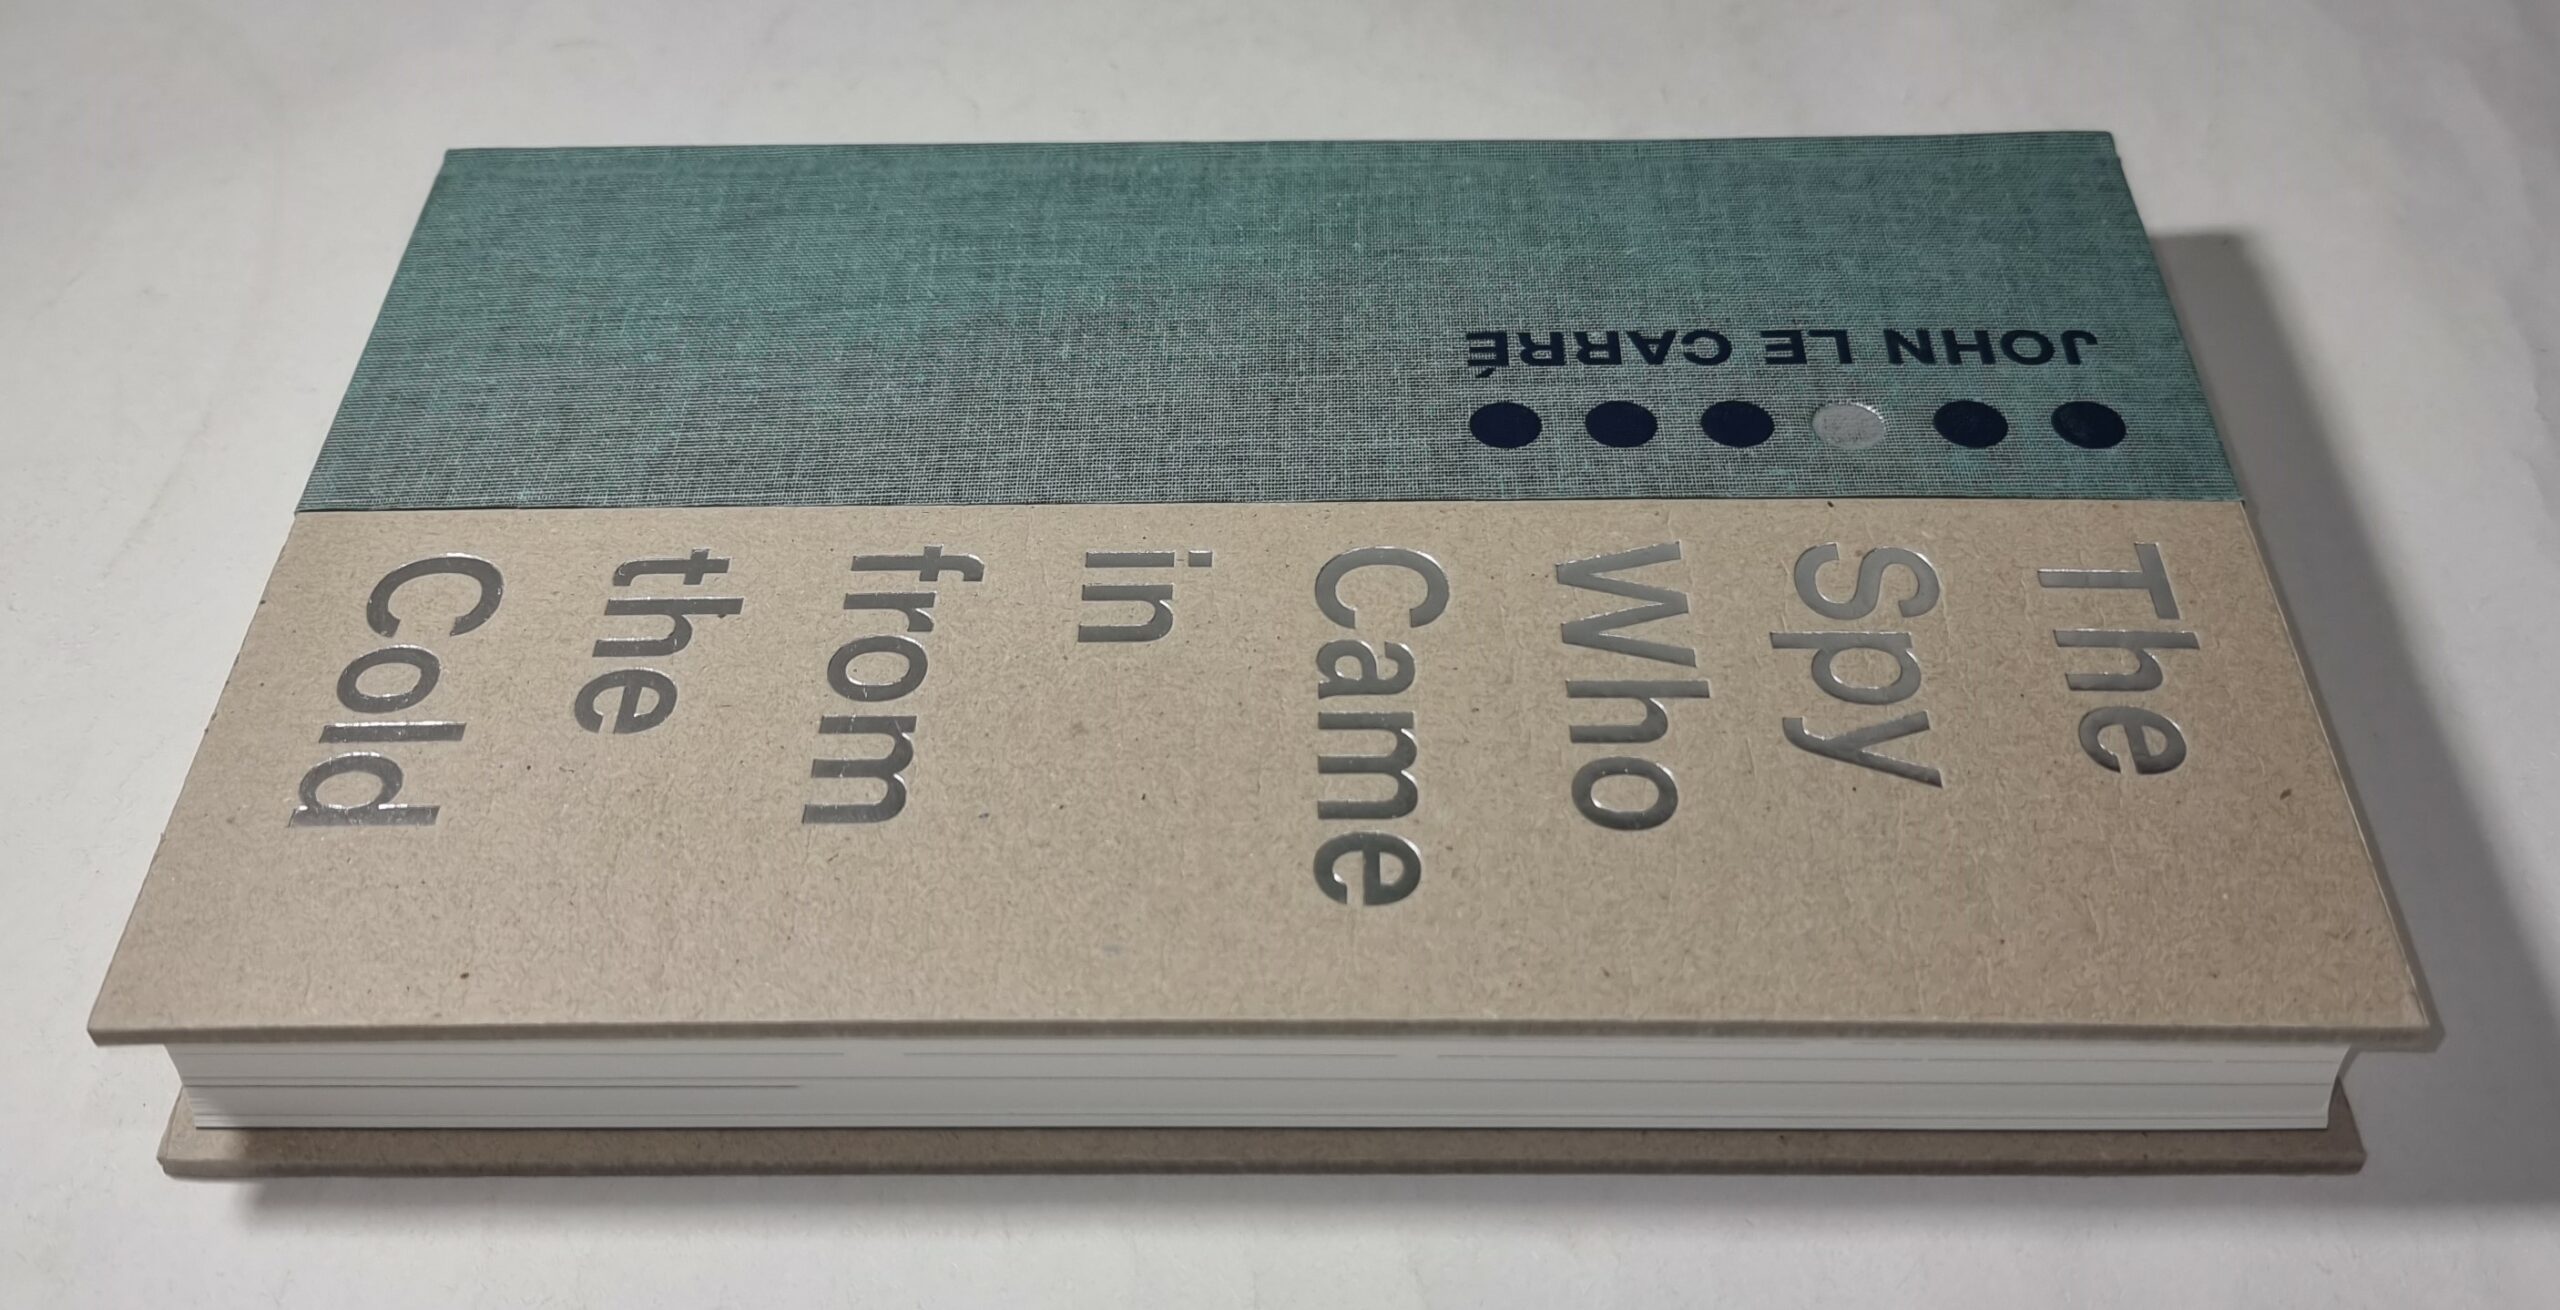 JOHN LE CARRÉ
The
Spy
Who
Came
in
from
the
Cold